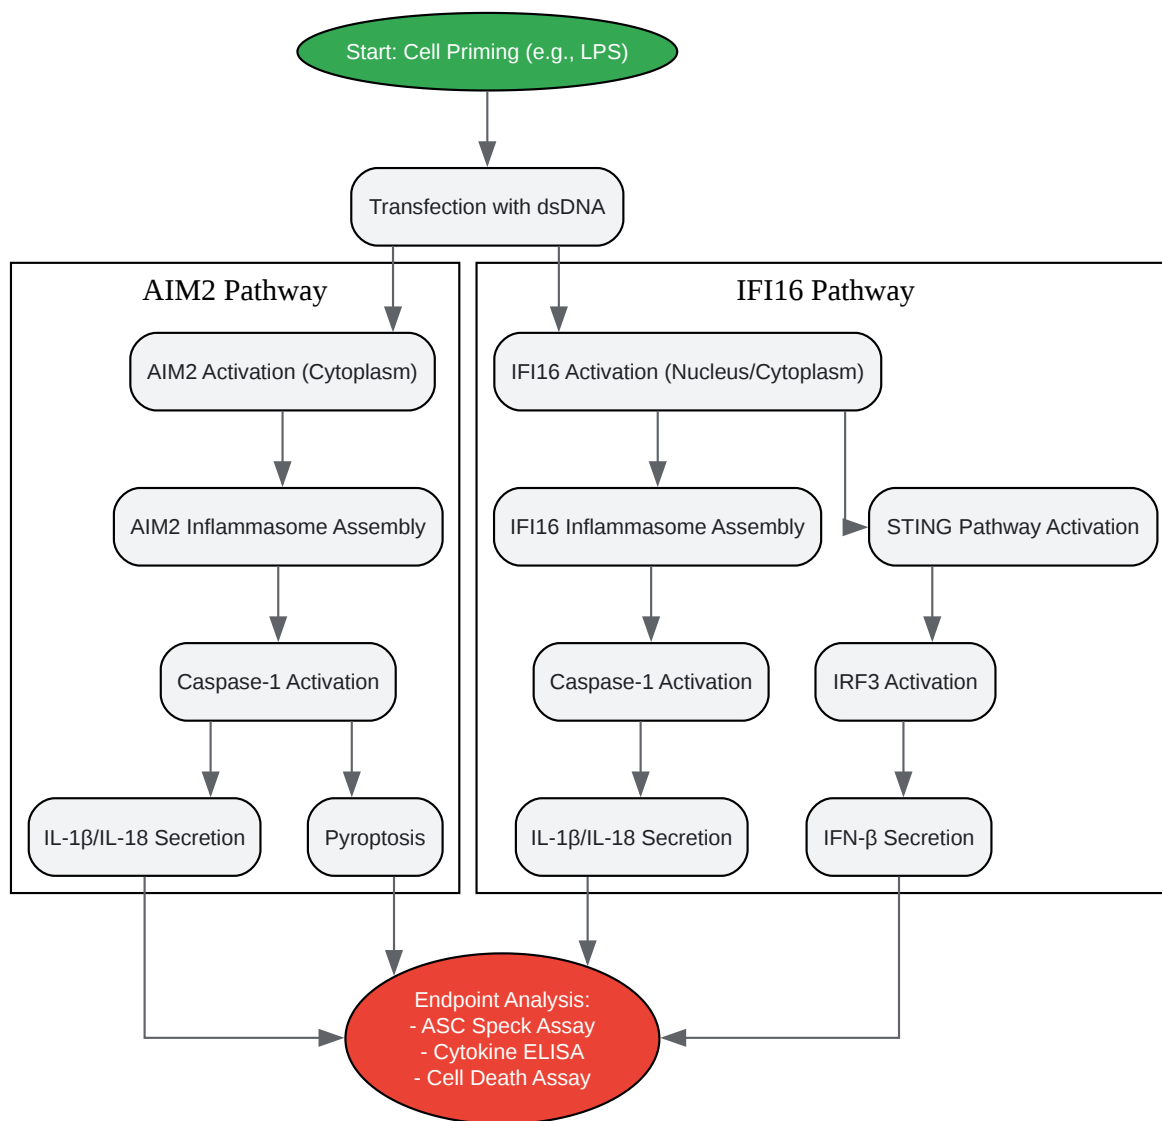 Start: Cell Priming (e.g., LPS)
Transfection with dsDNA
AIM2 Pathway
IFI16 Pathway
AIM2 Activation (Cytoplasm)
IFI16 Activation (Nucleus/Cytoplasm)
AIM2 Inflammasome Assembly
IFI16 Inflammasome Assembly
STING Pathway Activation
Caspase-1 Activation
Caspase-1 Activation
IRF3 Activation
IL-1β/IL-18 Secretion
Pyroptosis
IL-1β/IL-18 Secretion
IFN-β Secretion
Endpoint Analysis:
- ASC Speck Assay
- Cytokine ELISA
- Cell Death Assay